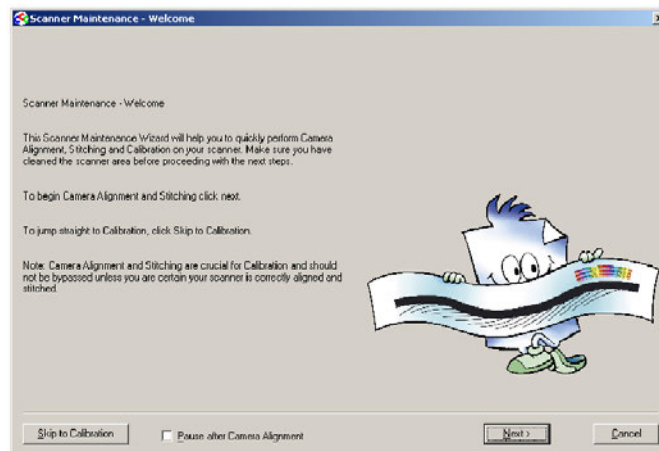 Scanner Maintenance - Welcome
Scanner Maintenance - Welcome
This Scanner Maintenance Wizard will help you to quickly perform Camera
Alignment, Stitching and Calibration on your scanner. Make sure you have
cleaned the scanner area before proceeding with the next steps.
To begin Camera Alignment and Stitching click next.
To jump straight to Calibration, click Skip to Calibration.
Note: Camera Alignment and Stitching are crucial for Calibration and should
not be bypassed unless you are certain your scanner is correctly aligned and
stitched.
Skip to Calibration
Pause after Camera Alignment
Next >
Cancel